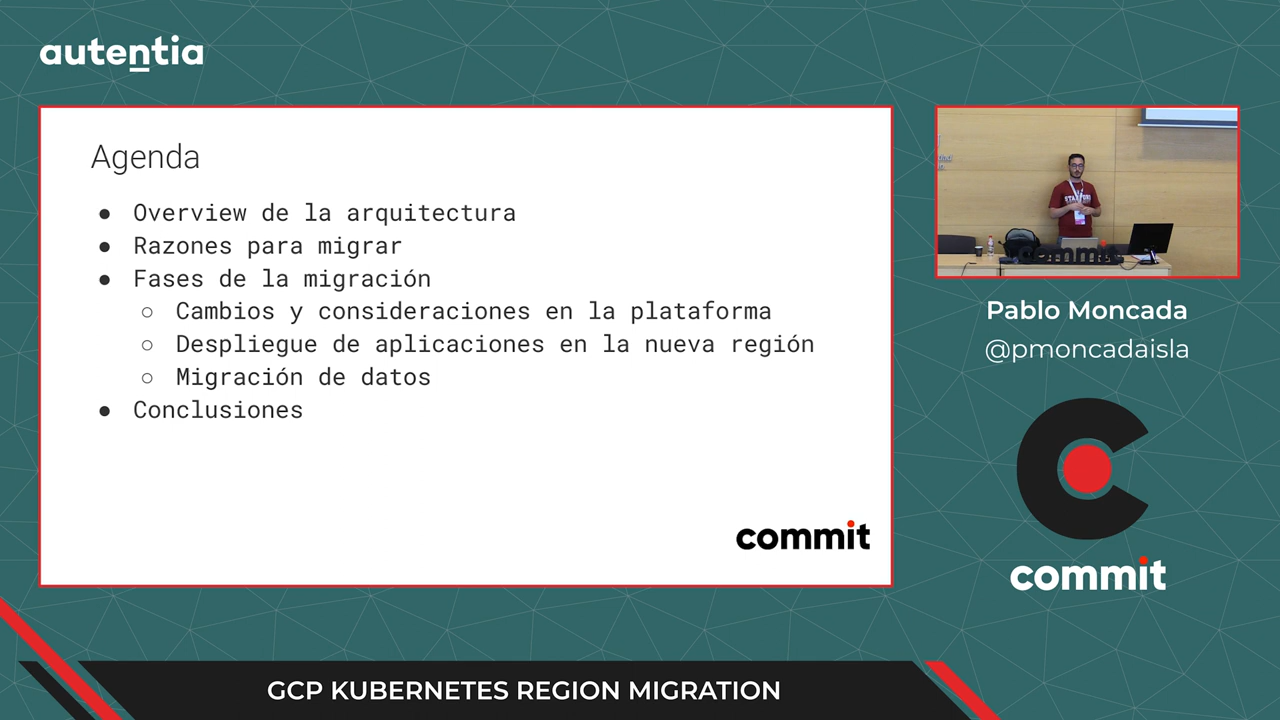 autentia
Agenda
● Overview de la arquitectura
● Razones para migrar
● Fases de la migración
○ Cambios y consideraciones en la plataforma
○ Despliegue de aplicaciones en la nueva región
○ Migración de datos
● Conclusiones
commit
Pablo Moncada
@pmoncadaisla
commit
GCP KUBERNETES REGION MIGRATION